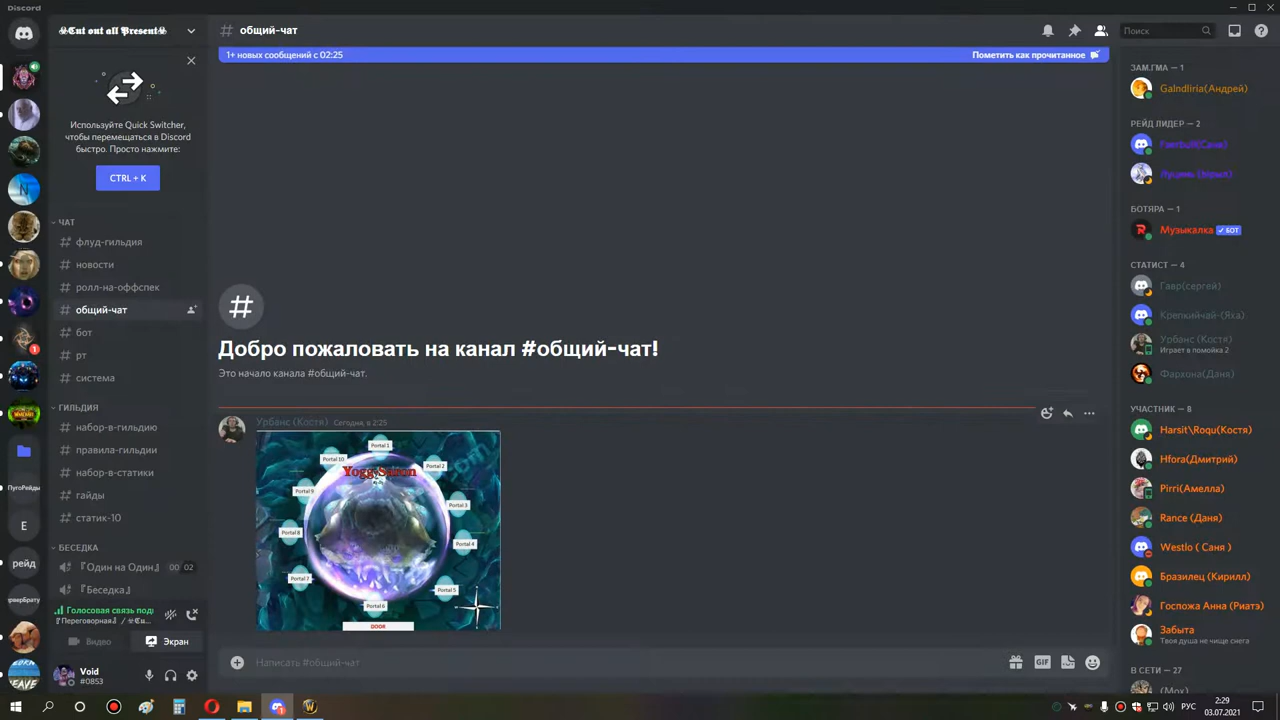 Discord
☣𝕮𝖚𝖙 𝖔𝖚𝖙 𝖆𝖑𝖑 𝕻𝖗𝖊𝖘𝖊𝖓𝖙☣
Используйте Quick Switcher,
чтобы перемещаться в Discord
быстро. Просто нажмите:
CTRL + K
ЧАТ
флуд-гильдия
новости
ролл-на-оффспек
общий-чат
бот
рт
система
ГИЛЬДИЯ
набор-в-гильдию
правила-гильдии
набор-в-статики
гайды
статик-10
БЕСЕДКА
『Один на Один』 00 02
『Беседка』
Голосовая связь под
Видео
Экран
Void
#0853
N
1
ПугоРейды
E
рейд
общий-чат
Поиск
1+ новых сообщений с 02:25
Пометить как прочитанное
Добро пожаловать на канал #общий-чат!
Это начало канала #общий-чат.
Урбанс (Костя) Сегодня, в 2:25
Portal 1
Portal 10
Portal 2
Yogg-Saron
Portal 9
Portal 3
Portal 8
Portal 4
Portal 7
Portal 5
Portal 6
DOOR
Написать #общий-чат
GIF
ЗАМ.ГМА — 1
Galndliria(Андрей)
РЕЙД ЛИДЕР — 2
БОТЯРА — 1
Музыкалка ✓ БОТ
СТАТИСТ — 4
Гавр(сергей)
Крепкийчай-(Яха)
Урбанс (Костя)
Играет в помойка 2
Фархона(Даня)
УЧАСТНИК — 8
Harsit\Roqu(Костя)
Hfora(Дмитрий)
Pirri(Амелла)
Rance (Даня)
Westlo ( Саня )
Бразилец (Кирилл)
Госпожа Анна (Риатэ)
Забыта
Твоя душа не чище снега
В СЕТИ — 27
РУС
2:29
03.07.2021